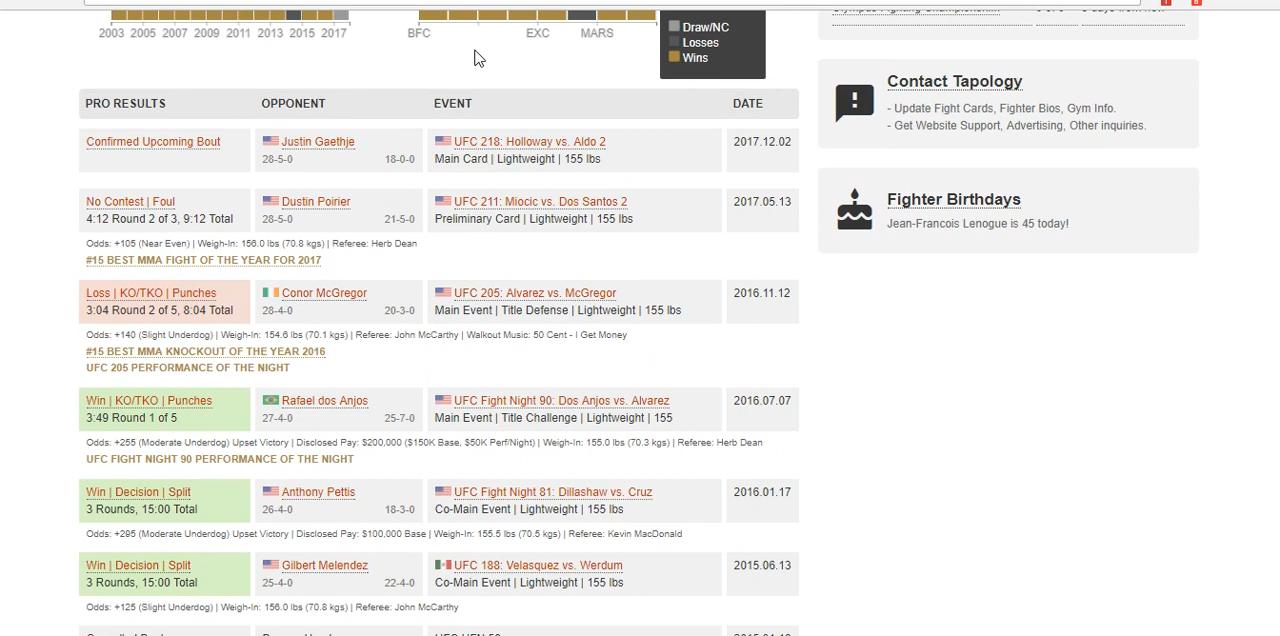 2003 2005 2007 2009 2011 2013 2015 2017
BFC EXC MARS
Draw/NC
Losses
Wins
PRO RESULTS OPPONENT EVENT DATE
Confirmed Upcoming Bout Justin Gaethje UFC 218: Holloway vs. Aldo 2 2017.12.02
28-5-0 18-0-0 Main Card | Lightweight | 155 lbs
No Contest | Foul Dustin Poirier UFC 211: Miocic vs. Dos Santos 2 2017.05.13
4:12 Round 2 of 3, 9:12 Total 28-5-0 21-5-0 Preliminary Card | Lightweight | 155 lbs
Odds: +105 (Near Even) | Weigh-In: 156.0 lbs (70.8 kgs) | Referee: Herb Dean
#15 BEST MMA FIGHT OF THE YEAR FOR 2017
Loss | KO/TKO | Punches Conor McGregor UFC 205: Alvarez vs. McGregor 2016.11.12
3:04 Round 2 of 5, 8:04 Total 28-4-0 20-3-0 Main Event | Title Defense | Lightweight | 155 lbs
Odds: +140 (Slight Underdog) | Weigh-In: 154.6 lbs (70.1 kgs) | Referee: John McCarthy | Walkout Music: 50 Cent - I Get Money
#15 BEST MMA KNOCKOUT OF THE YEAR 2016
UFC 205 PERFORMANCE OF THE NIGHT
Win | KO/TKO | Punches Rafael dos Anjos UFC Fight Night 90: Dos Anjos vs. Alvarez 2016.07.07
3:49 Round 1 of 5 27-4-0 25-7-0 Main Event | Title Challenge | Lightweight | 155
Odds: +255 (Moderate Underdog) Upset Victory | Disclosed Pay: $200,000 ($150K Base, $50K Perf/Night) | Weigh-In: 155.0 lbs (70.3 kgs) | Referee: Herb Dean
UFC FIGHT NIGHT 90 PERFORMANCE OF THE NIGHT
Win | Decision | Split Anthony Pettis UFC Fight Night 81: Dillashaw vs. Cruz 2016.01.17
3 Rounds, 15:00 Total 26-4-0 18-3-0 Co-Main Event | Lightweight | 155 lbs
Odds: +295 (Moderate Underdog) Upset Victory | Disclosed Pay: $100,000 Base | Weigh-In: 155.5 lbs (70.5 kgs) | Referee: Kevin MacDonald
Win | Decision | Split Gilbert Melendez UFC 188: Velasquez vs. Werdum 2015.06.13
3 Rounds, 15:00 Total 25-4-0 22-4-0 Co-Main Event | Lightweight | 155 lbs
Odds: +125 (Slight Underdog) | Weigh-In: 156.0 lbs (70.8 kgs) | Referee: John McCarthy
Contact Tapology
- Update Fight Cards, Fighter Bios, Gym Info.
- Get Website Support, Advertising, Other inquiries.
Fighter Birthdays
Jean-Francois Lenogue is 45 today!